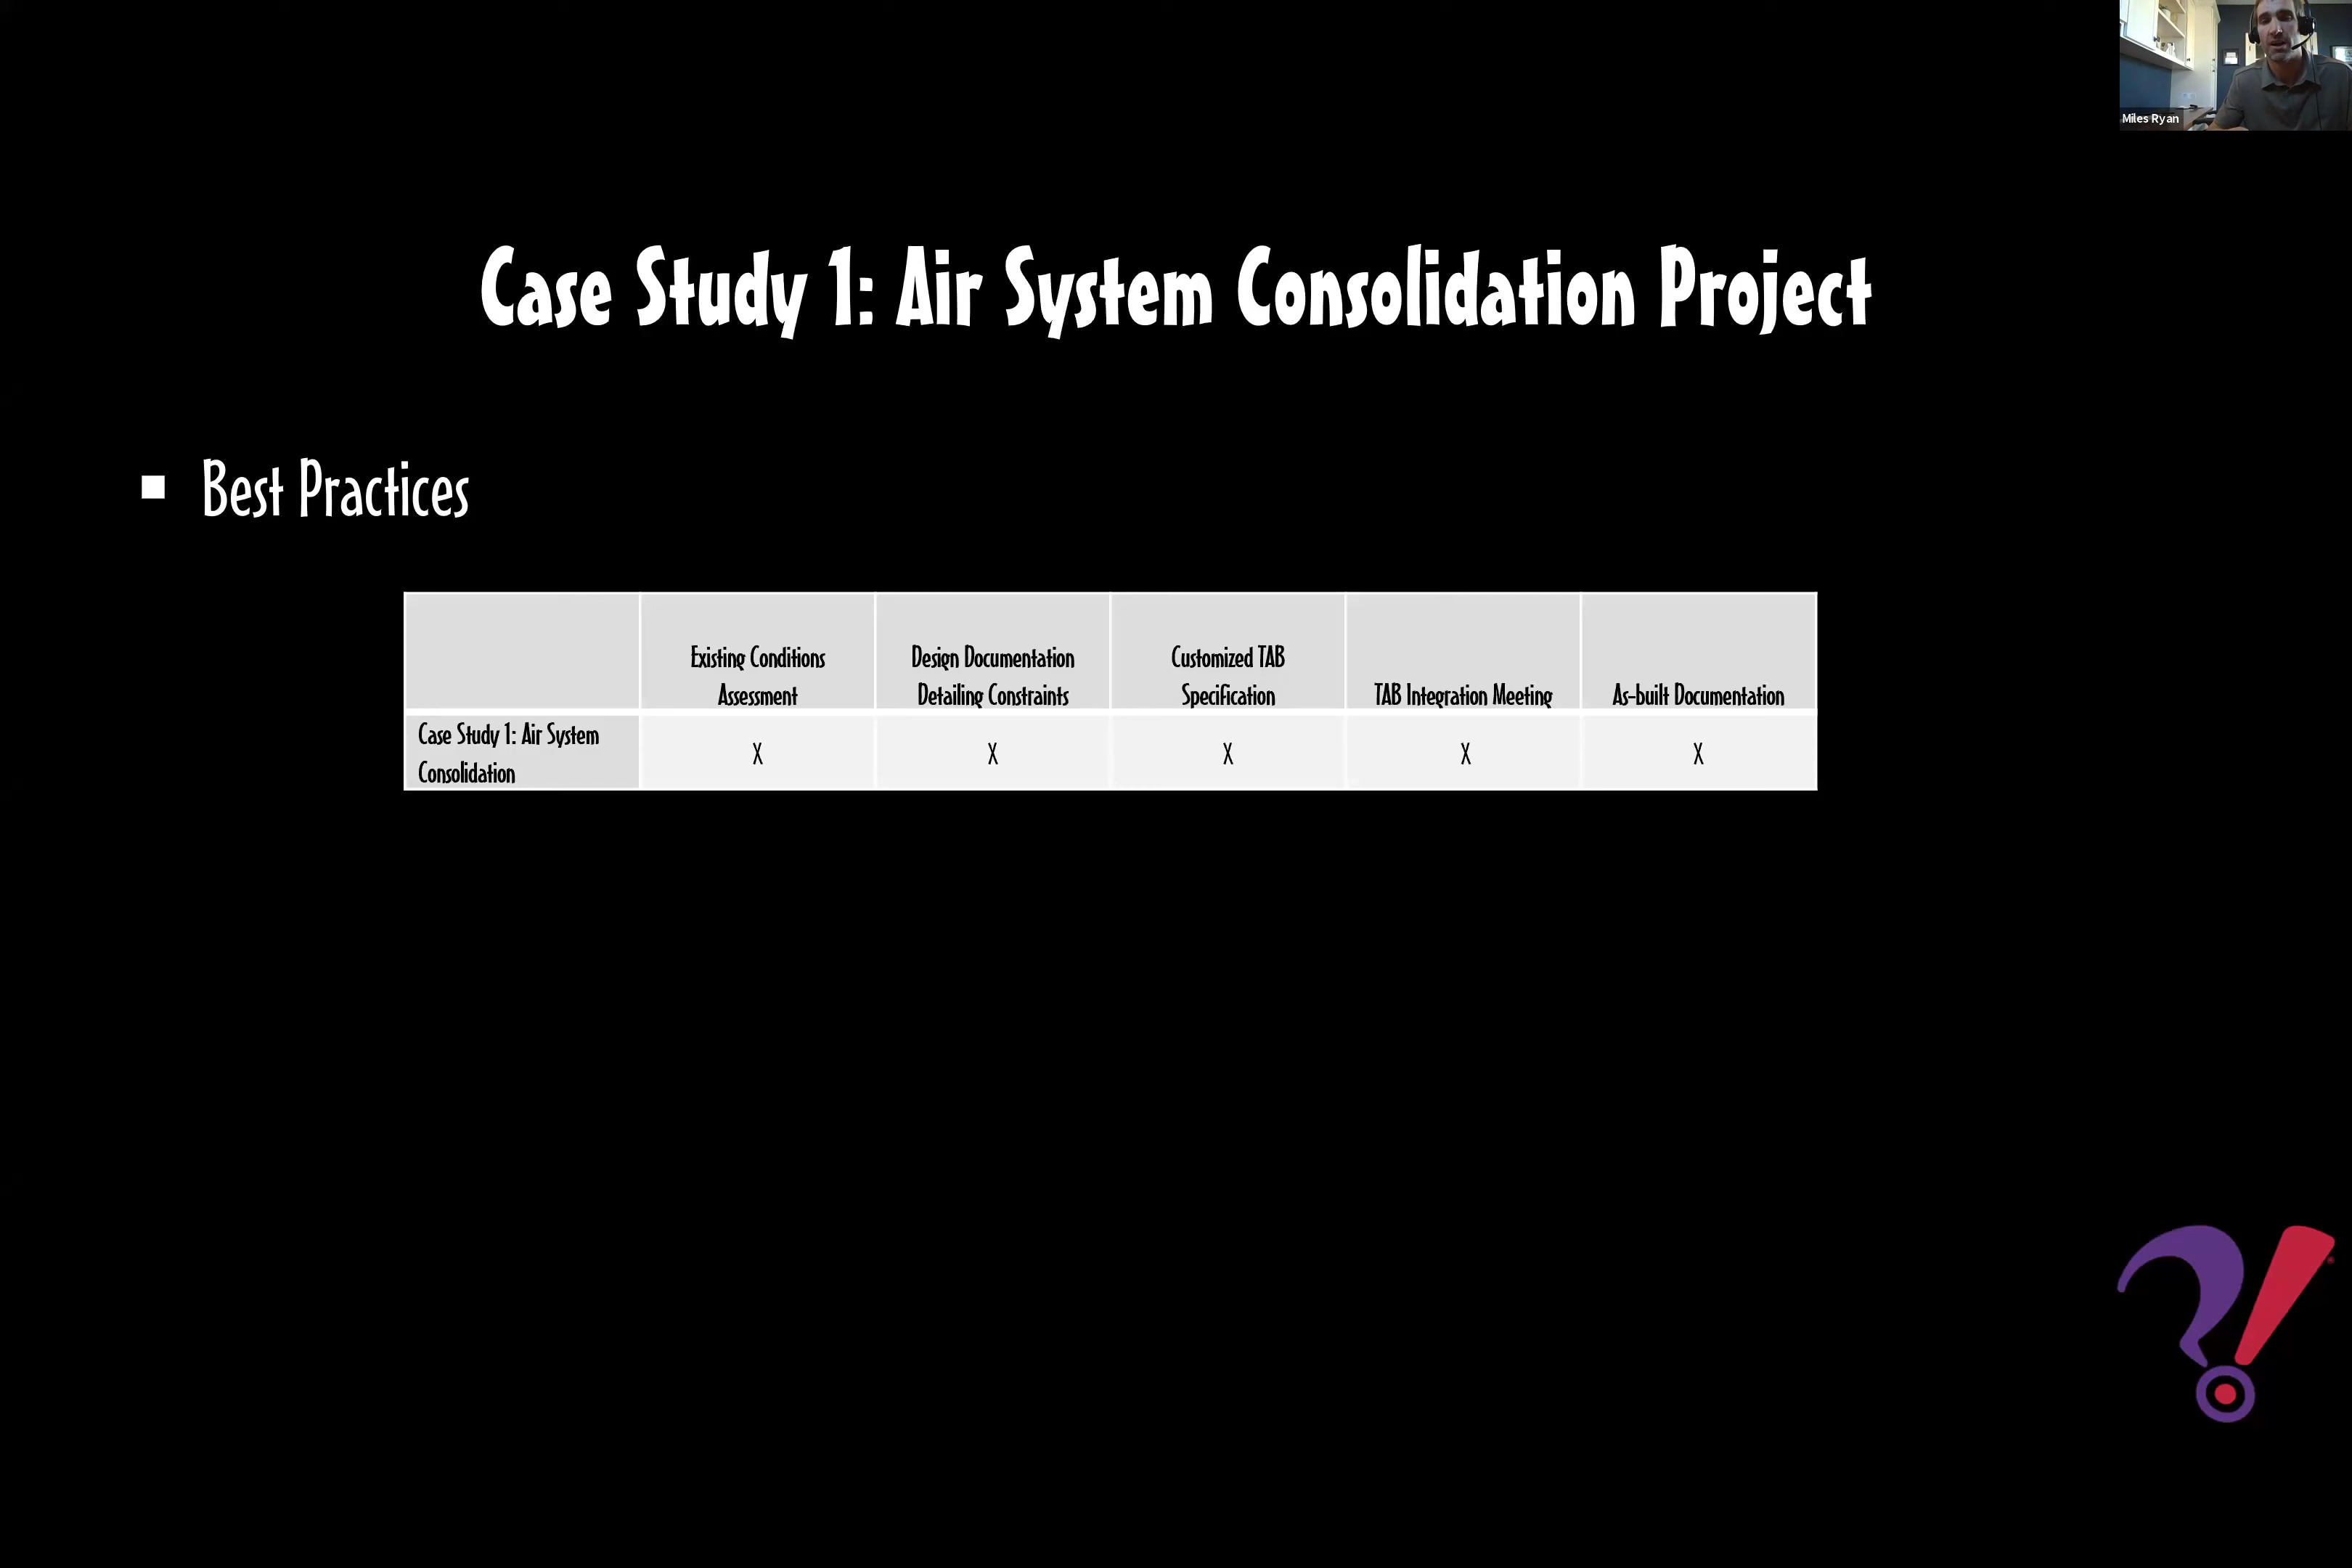 Miles Ryan
Case Study 1: Air System Consolidation Project
Best Practices
Existing Conditions
Assessment
Design Documentation
Detailing Constraints
Customized TAB
Specification
TAB Integration Meeting
As-built Documentation
Case Study 1: Air System
Consolidation
X X X X X
?!